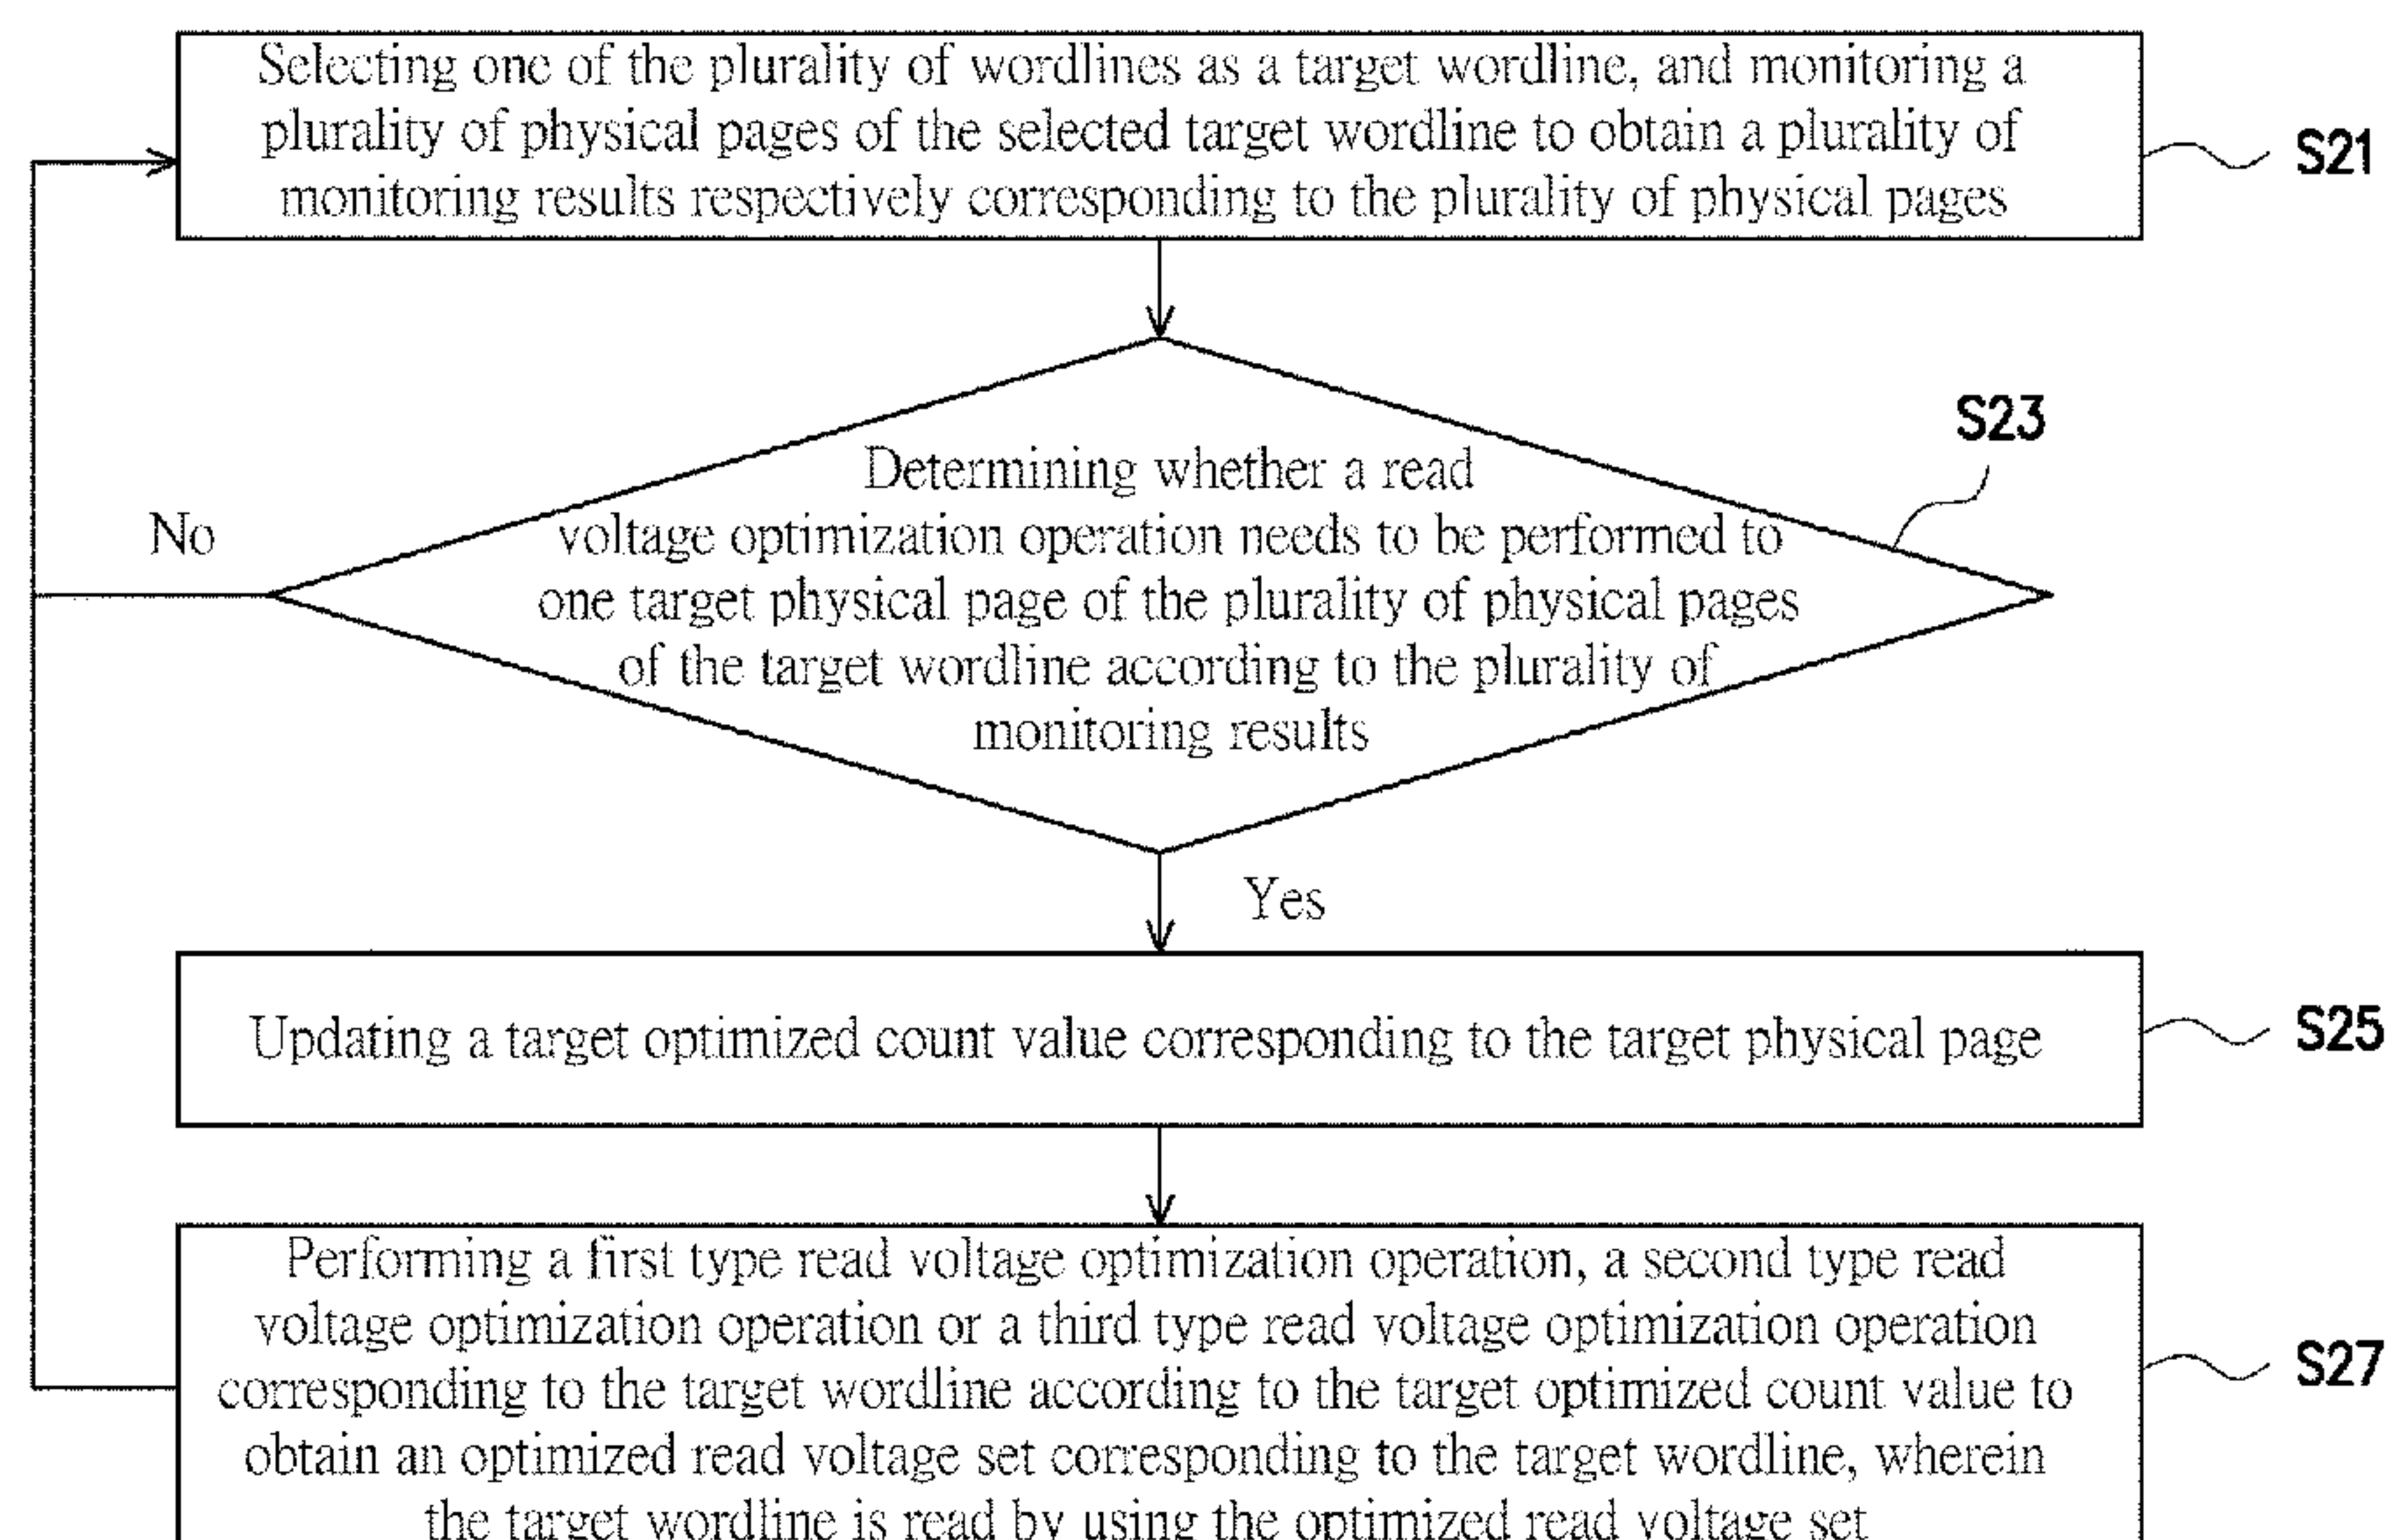 Selecting one of the plurality of wordlines as a target wordline, and monitoring a
plurality of physical pages of the selected target wordline to obtain a plurality of
monitoring results respectively corresponding to the plurality of physical pages
S21
S23
Determining whether a read
voltage optimization operation needs to be performed to
one target physical page of the plurality of physical pages
of the target wordline according to the plurality of
monitoring results
No
Yes
Updating a target optimized count value corresponding to the target physical page
S25
Performing a first type read voltage optimization operation, a second type read
voltage optimization operation or a third type read voltage optimization operation
corresponding to the target wordline according to the target optimized count value to
obtain an optimized read voltage set corresponding to the target wordline, wherein
the target wordline is read by using the optimized read voltage set
S27